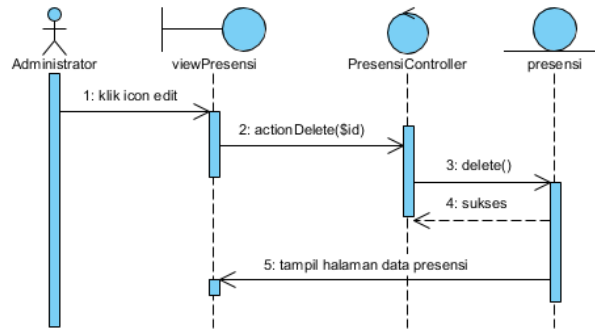 Administrator
viewPresensi
PresensiController
presensi
1: klik icon edit
2: actionDelete($id)
3: delete()
4: sukses
5: tampil halaman data presensi